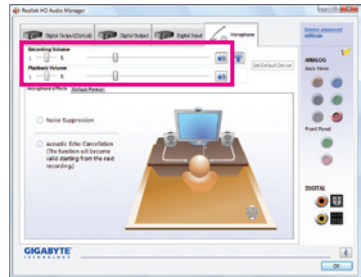 Realtek HD Audio Manager
Digital Output(Optical)
Digital Output
Digital Input
Microphone
Device advanced settings
Recording Volume
L
R
Playback Volume
L
R
Set Default Device
Microphone Effects
Default Format
ANALOG
Back Panel
Noise Suppression
Acoustic Echo Cancellation
(The function will become
valid starting from the next
recording.)
Front Panel
DIGITAL
GIGABYTE
TECHNOLOGY
OK